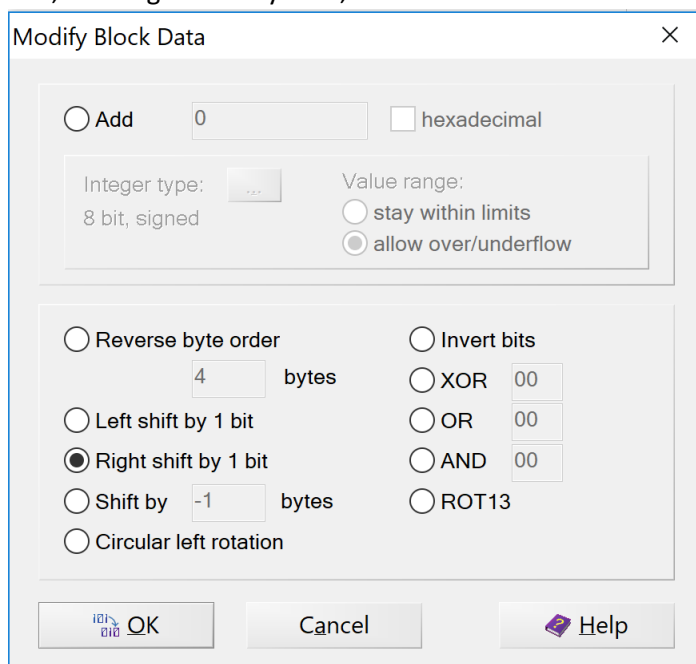 Modify Block Data
Add 0 hexadecimal
Integer type: ... Value range:
8 bit, signed
stay within limits
allow over/underflow
Reverse byte order
4 bytes
Left shift by 1 bit
Right shift by 1 bit
Shift by -1 bytes
Circular left rotation
Invert bits
XOR 00
OR 00
AND 00
ROT13
OK Cancel Help